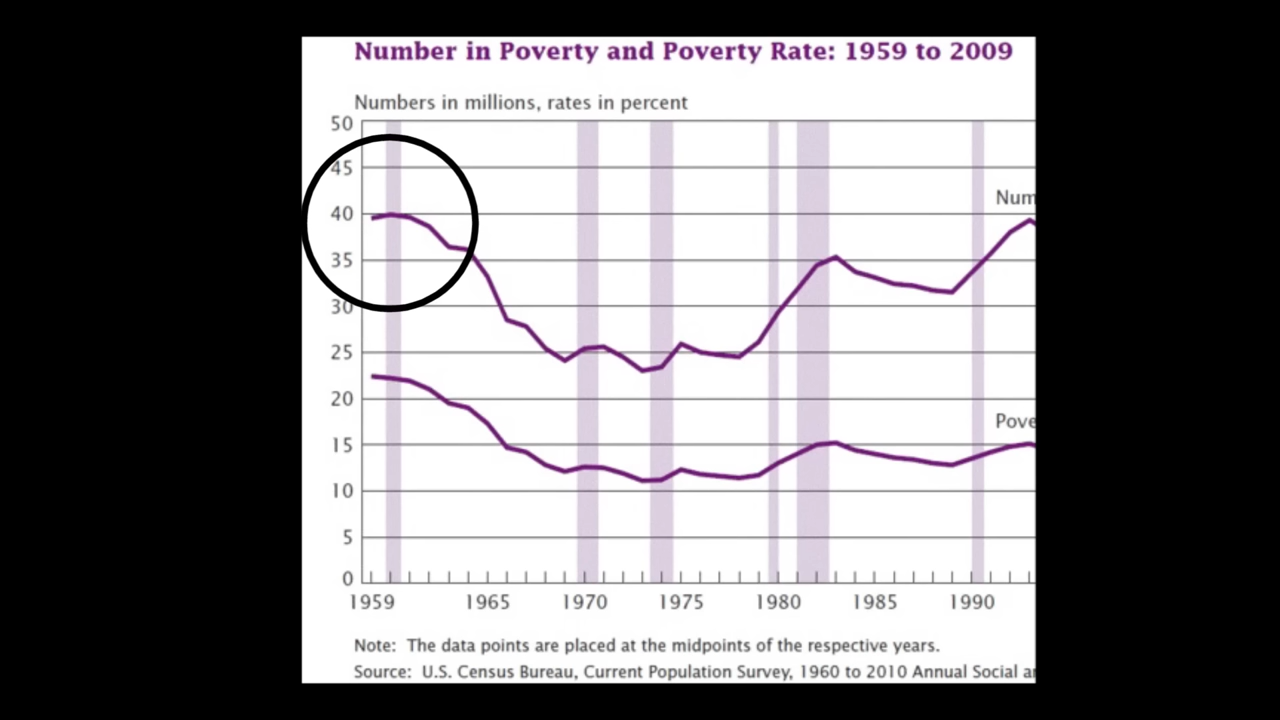 Number in Poverty and Poverty Rate: 1959 to 2009
Numbers in millions, rates in percent
50
45
40
35
30
25
20
15
10
5
0
Num
Pove
1959 1965 1970 1975 1980 1985 1990
Note: The data points are placed at the midpoints of the respective years.
Source: U.S. Census Bureau, Current Population Survey, 1960 to 2010 Annual Social a